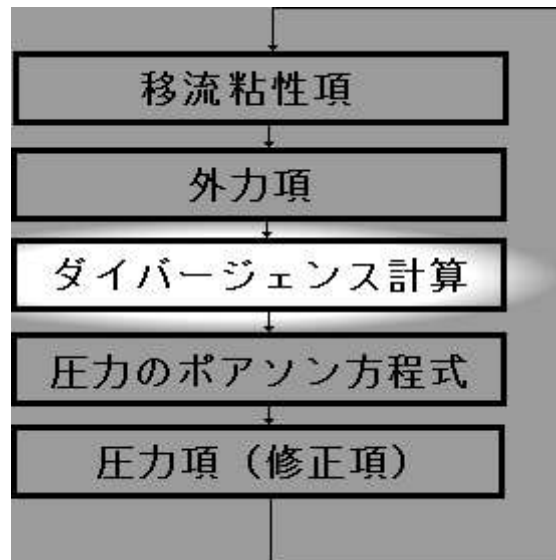 移流粘性項
外力項
ダイバージェンス計算
圧力のポアソン方程式
圧力項（修正項）